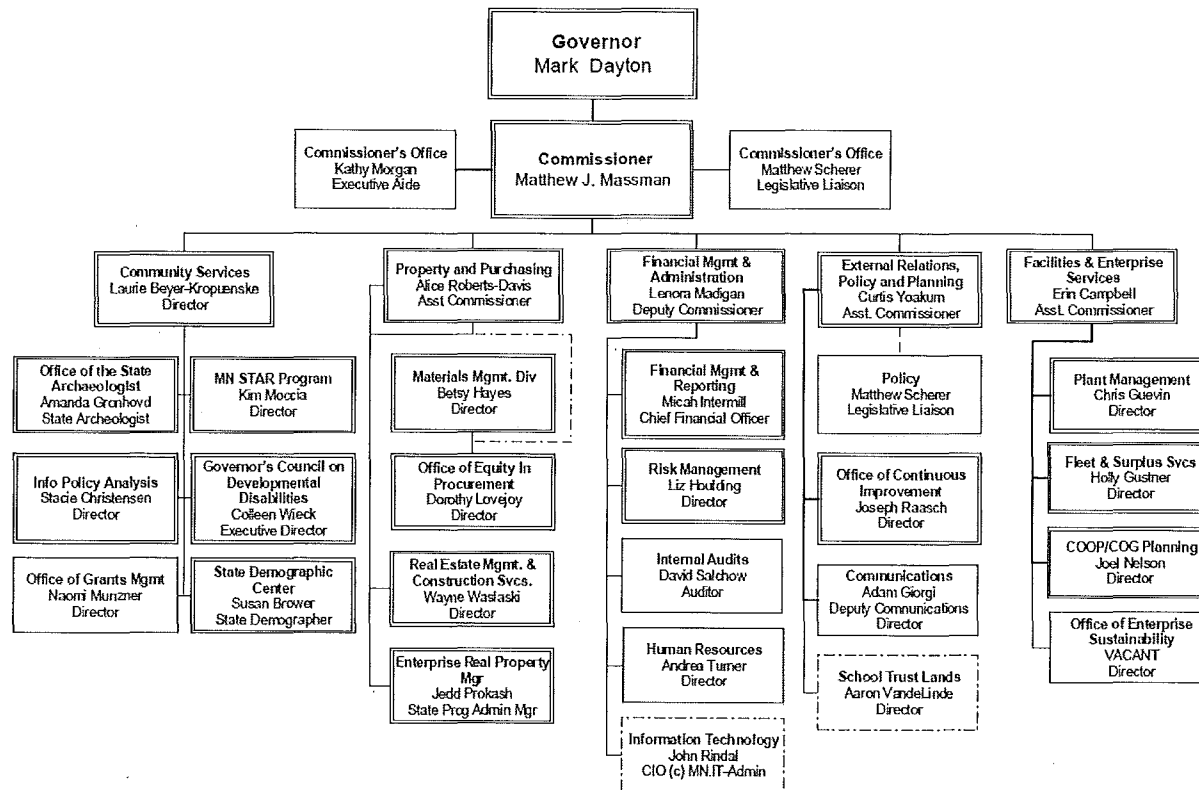 Governor
Mark Dayton
Commissioner's Office
Kathy Morgan
Executive Aide
Commissioner
Matthew J. Massman
Commissioner's Office
Matthew Scherer
Legislative Liaison
Community Services
Laurie Beyer-Kropuenske
Director
Property and Purchasing
Alice Roberts-Davis
Asst Commissioner
Financial Mgmt &
Administration
Lenora Madigan
Deputy Commissioner
External Relations,
Policy and Planning
Curtis Yoakum
Asst. Commissioner
Facilities & Enterprise
Services
Erin Campbell
Asst. Commissioner
Office of the State
Archaeologist
Amanda Gronhovd
State Archeologist
MN STAR Program
Kim Moccia
Director
Info Policy Analysis
Stacie Christensen
Director
Governor's Council on
Developmental
Disabilities
Colleen Wieck
Executive Director
Office of Grants Mgmt
Naomi Munzner
Director
State Demographic
Center
Susan Brower
State Demographer
Materials Mgmt. Div
Betsy Hayes
Director
Office of Equity In
Procurement
Dorothy Lovejoy
Director
Real Estate Mgmt. &
Construction Svcs.
Wayne Waslaski
Director
Enterprise Real Property
Mgr
Jedd Prokash
State Prog Admin Mgr
Financial Mgmt &
Reporting
Micah Intermill
Chief Financial Officer
Risk Management
Liz Houlding
Director
Internal Audits
David Salchow
Auditor
Human Resources
Andrea Turner
Director
Information Technology
John Rindal
CIO (c) MN.IT-Admin
Policy
Matthew Scherer
Legislative Liaison
Office of Continuous
Improvement
Joseph Raasch
Director
Communications
Adam Giorgi
Deputy Communications
Director
School Trust Lands
Aaron VandeLinde
Director
Plant Management
Chris Guevin
Director
Fleet & Surplus Svcs
Holly Gustner
Director
COOP/COG Planning
Joel Nelson
Director
Office of Enterprise
Sustainability
VACANT
Director